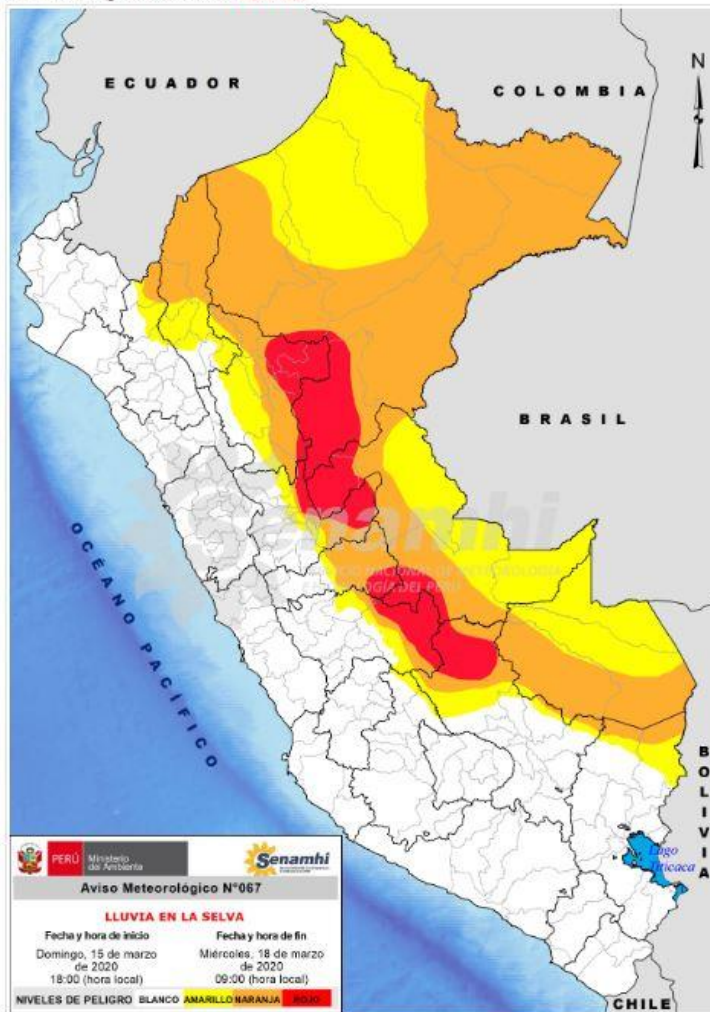 ECUADOR
COLOMBIA
N
BRASIL
Senamhi
OCÉANO PACÍFICO
BOLIVIA
Lago
Titicaca
PERÚ Ministerio
del Ambiente
Senamhi
Aviso Meteorológico N°067
LLUVIA EN LA SELVA
Fecha y hora de inicio
Domingo, 15 de marzo
de 2020
18:00 (hora local)
Fecha y hora de fin
Miércoles, 18 de marzo
de 2020
09:00 (hora local)
NIVELES DE PELIGRO BLANCO AMARILLO NARANJA ROJO
CHILE